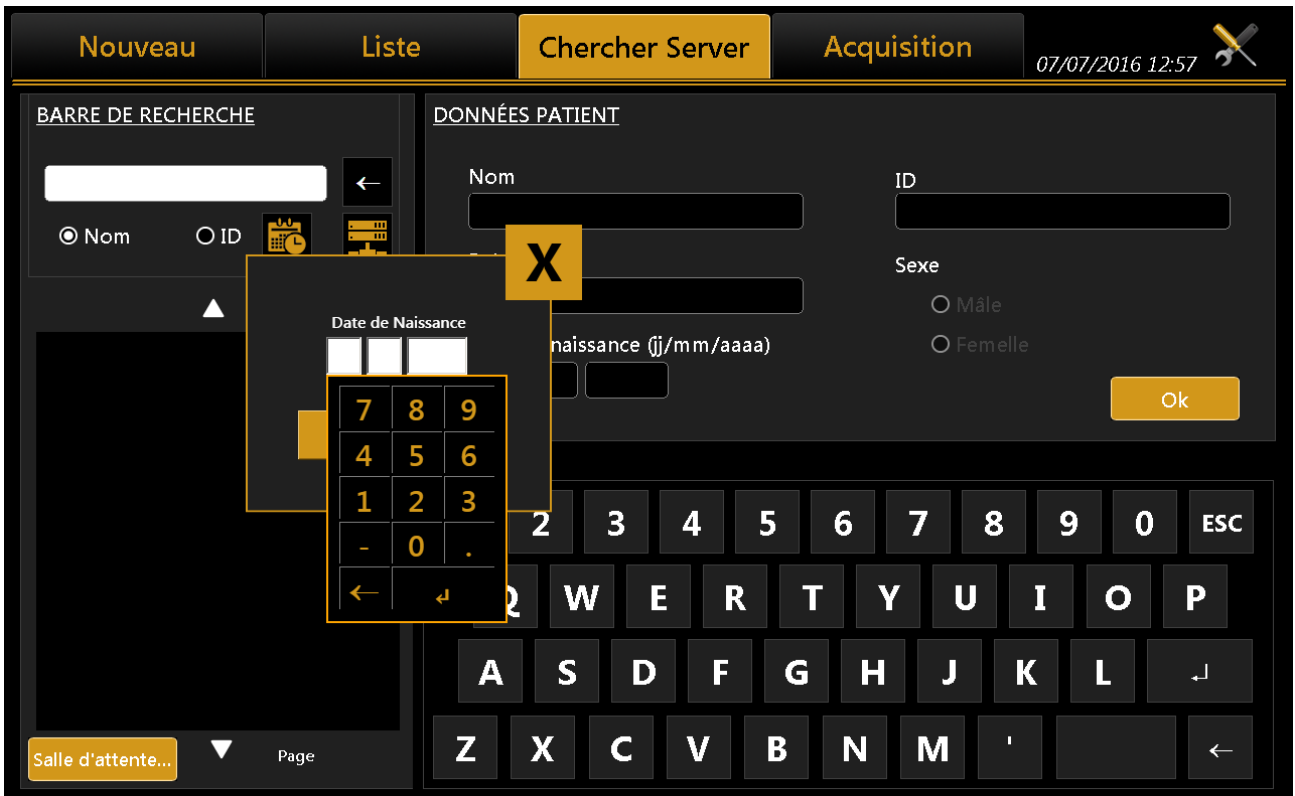 Nouveau
Liste
Chercher Server
Acquisition
07/07/2016 12:57
BARRE DE RECHERCHE
←
Nom
ID
DONNÉES PATIENT
Nom
ID
Sexe
Mâle
Femelle
naissance (jj/mm/aaaa)
Ok
X
Date de Naissance
7 8 9
4 5 6
1 2 3
- 0 .
← ↲
2 3 4 5 6 7 8 9 0 ESC
Q W E R T Y U I O P
A S D F G H J K L ↲
Z X C V B N M ' ←
Salle d'attente...
Page